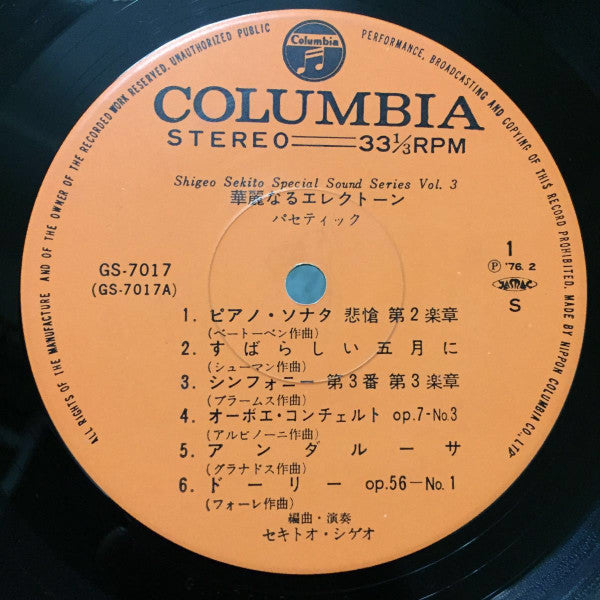 ALL RIGHTS OF THE MANUFACTURE AND OF THE OWNER OF THE RECORDED WORK RESERVED. UNAUTHORIZED PUBLIC PERFORMANCE, BROADCASTING AND COPYING OF THIS RECORD PROHIBITED. MADE BY NIPPON COLUMBIA CO., LTD.
Columbia
COLUMBIA
STEREO 33⅓RPM
Shigeo Sekito Special Sound Series Vol. 3
華麗なるエレクトーン
パセティック
GS-7017
(GS-7017A)
1
Ⓟ '76. 2
JASRAC
S
1. ピアノ・ソナタ 悲愴 第2楽章
(ベートーベン作曲)
2. すばらしい五月に
(シューマン作曲)
3. シンフォニー 第3番 第3楽章
(ブラームス作曲)
4. オーボエ・コンチェルト op.7-No.3
(アルビノーニ作曲)
5. アンダルーサ
(グラナドス作曲)
6. ドーリー op.56-No.1
(フォーレ作曲)
編曲・演奏
セキトオ・シゲオ